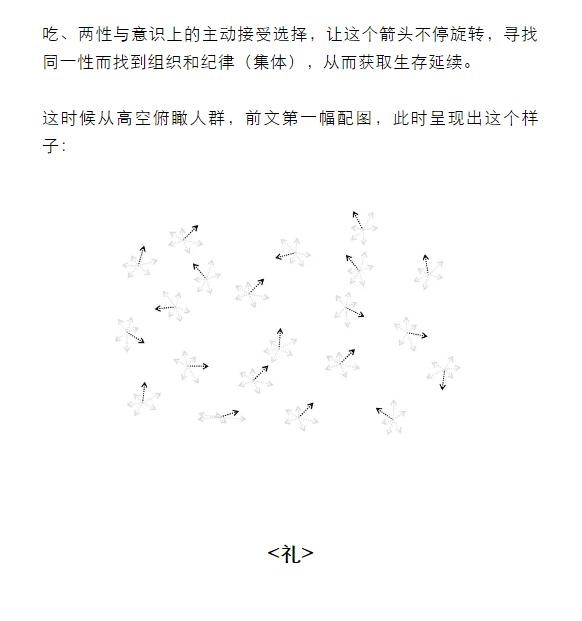 吃、两性与意识上的主动接受选择，让这个箭头不停旋转，寻找
同一性而找到组织和纪律（集体），从而获取生存延续。
这时候从高空俯瞰人群，前文第一幅配图，此时呈现出这个样
子：
<礼>